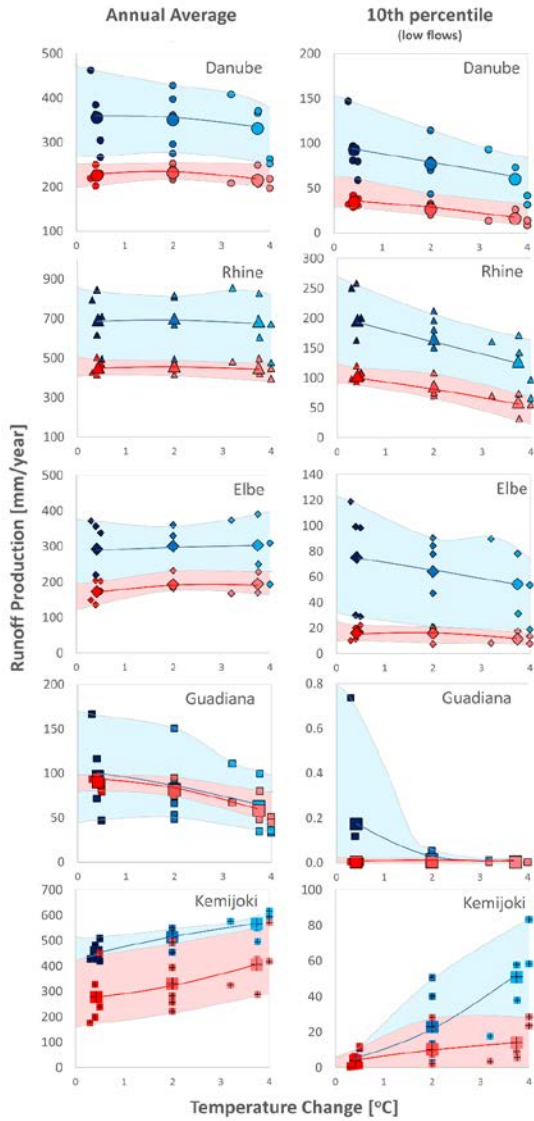 Annual Average 10th percentile
(low flows)
Runoff Production [mm/year]
500
400
300
200
100
Danube
0 1 2 3 4
200
150
100
50
0
Danube
0 1 2 3 4
900
700
500
300
100
Rhine
0 1 2 3 4
300
250
200
150
100
50
0
Rhine
0 1 2 3 4
500
400
300
200
100
0
Elbe
0 1 2 3 4
140
120
100
80
60
40
20
0
Elbe
0 1 2 3 4
200
150
100
50
0
Guadiana
0 1 2 3 4
0.8
0.6
0.4
0.2
0.0
Guadiana
0 1 2 3 4
700
600
500
400
300
200
100
0
Kemijoki
0 1 2 3 4
100
80
60
40
20
0
Kemijoki
0 1 2 3 4
Temperature Change [°C]